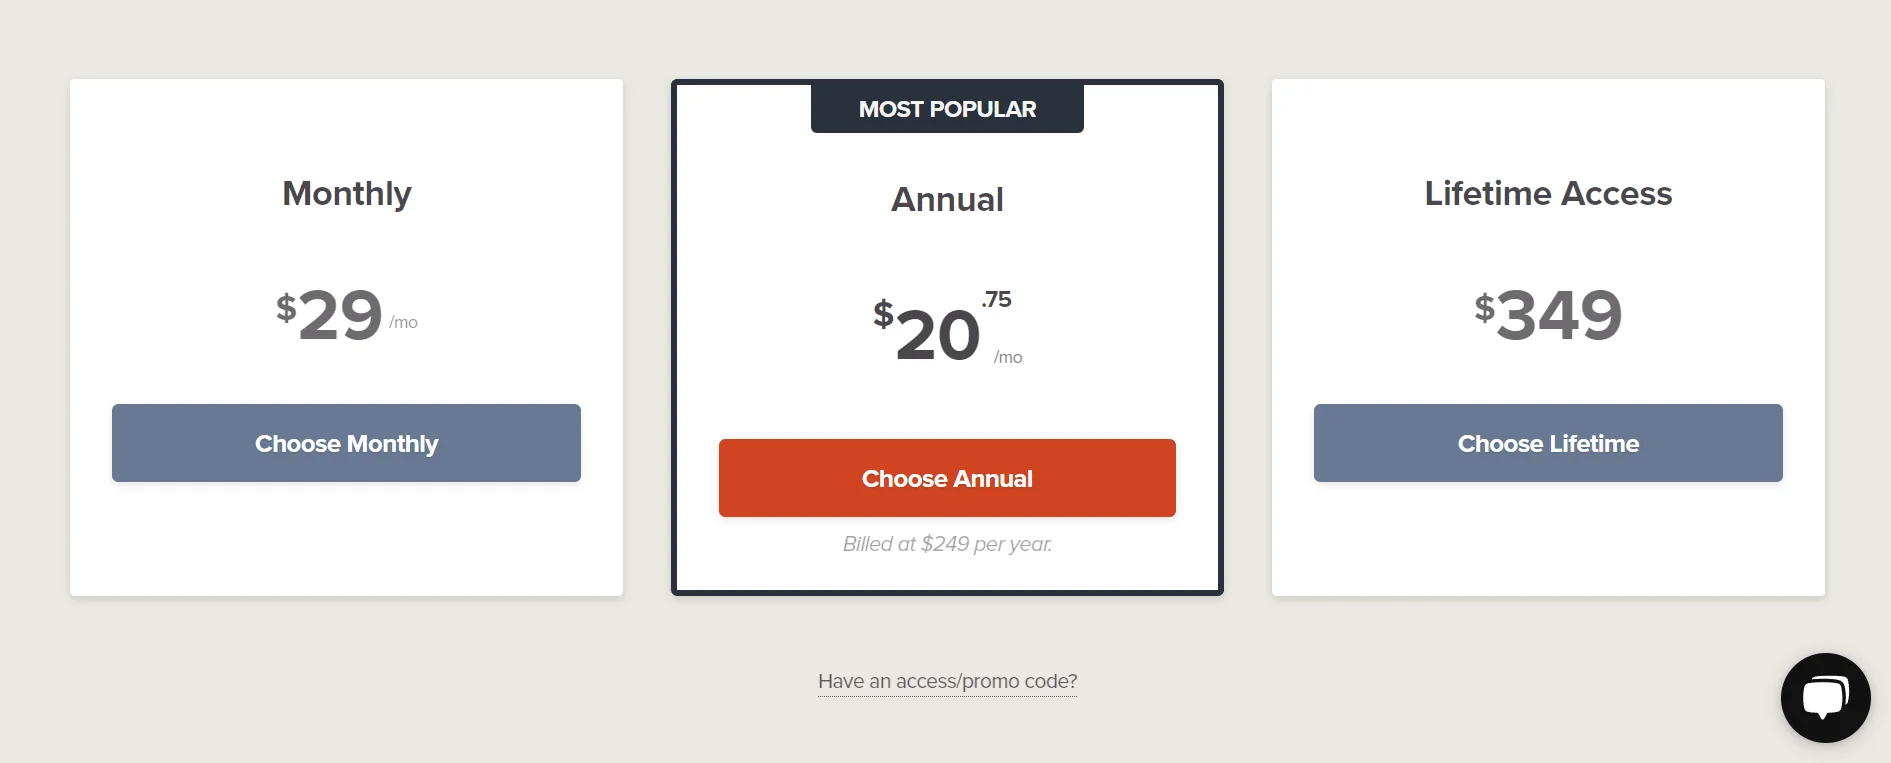 Monthly
$29 /mo
Choose Monthly
MOST POPULAR
Annual
$20.75 /mo
Choose Annual
Billed at $249 per year.
Lifetime Access
$349
Choose Lifetime
Have an access/promo code?